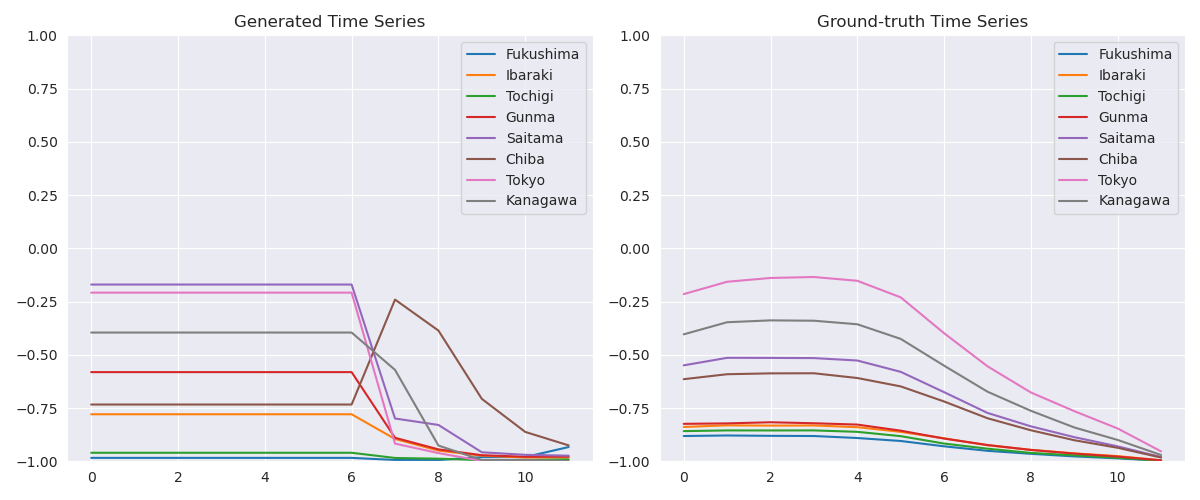 Generated Time Series
1.00
0.75
0.50
0.25
0.00
−0.25
−0.50
−0.75
−1.00
0 2 4 6 8 10
Fukushima
Ibaraki
Tochigi
Gunma
Saitama
Chiba
Tokyo
Kanagawa
Ground-truth Time Series
1.00
0.75
0.50
0.25
0.00
−0.25
−0.50
−0.75
−1.00
0 2 4 6 8 10
Fukushima
Ibaraki
Tochigi
Gunma
Saitama
Chiba
Tokyo
Kanagawa